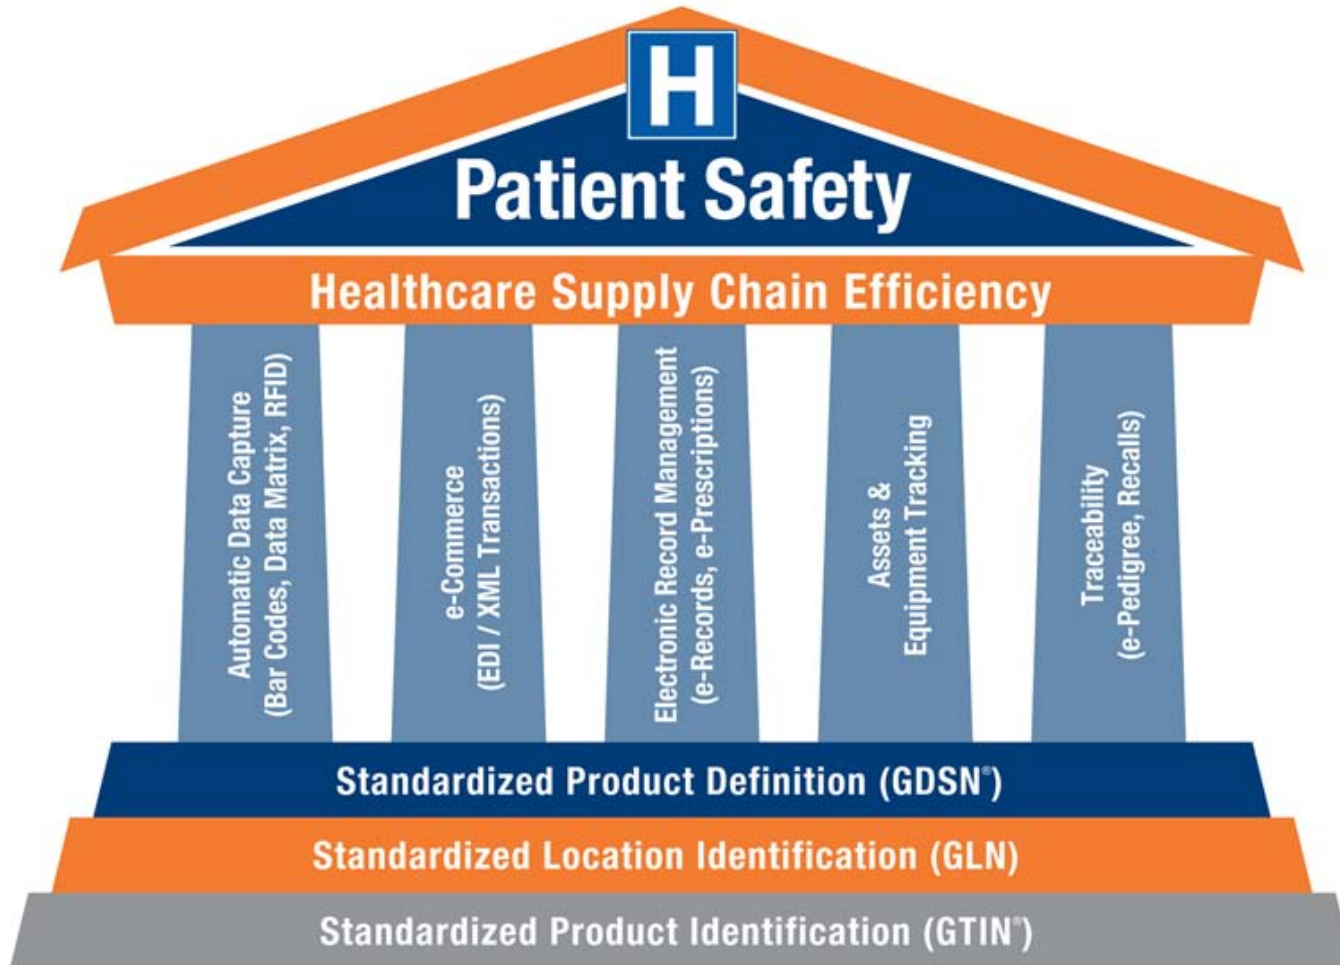 H
Patient Safety
Healthcare Supply Chain Efficiency
Automatic Data Capture
(Bar Codes, Data Matrix, RFID)
e-Commerce
(EDI / XML Transactions)
Electronic Record Management
(e-Records, e-Prescriptions)
Assets &
Equipment Tracking
Traceability
(e-Pedigree, Recalls)
Standardized Product Definition (GDSN®)
Standardized Location Identification (GLN)
Standardized Product Identification (GTIN®)